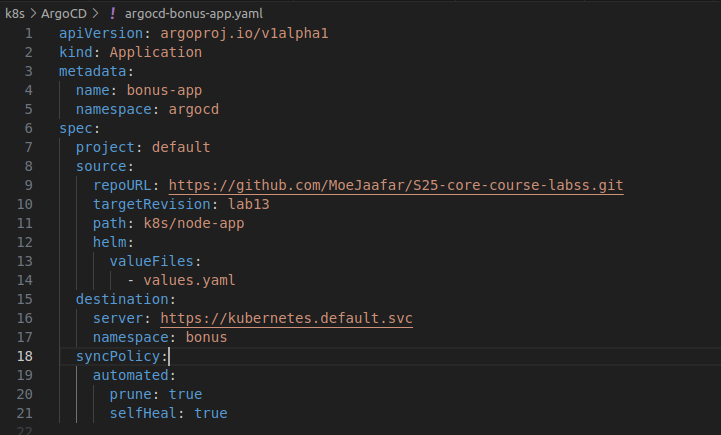 k8s > ArgoCD > ! argocd-bonus-app.yaml
1 apiVersion: argoproj.io/v1alpha1
2 kind: Application
3 metadata:
4   name: bonus-app
5   namespace: argocd
6 spec:
7   project: default
8   source:
9     repoURL: https://github.com/MoeJaafar/S25-core-course-labss.git
10     targetRevision: lab13
11     path: k8s/node-app
12     helm:
13       valueFiles:
14         - values.yaml
15   destination:
16     server: https://kubernetes.default.svc
17     namespace: bonus
18   syncPolicy:
19     automated:
20       prune: true
21       selfHeal: true
22